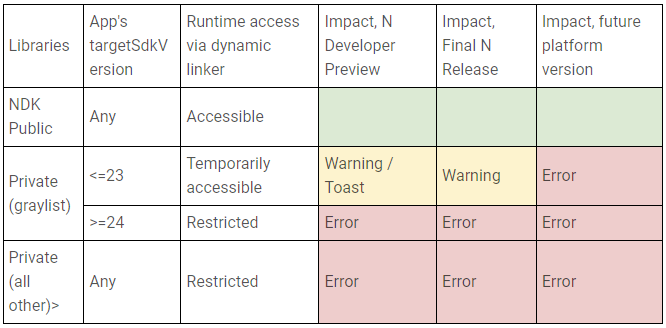 Libraries
App's
targetSdkV
ersion
Runtime access
via dynamic
linker
Impact, N
Developer
Preview
Impact,
Final N
Release
Impact, future
platform
version
NDK
Public
Any
Accessible
Private
(graylist)
<=23
Temporarily
accessible
Warning /
Toast
Warning
Error
>=24
Restricted
Error
Error
Error
Private
(all
other)>
Any
Restricted
Error
Error
Error